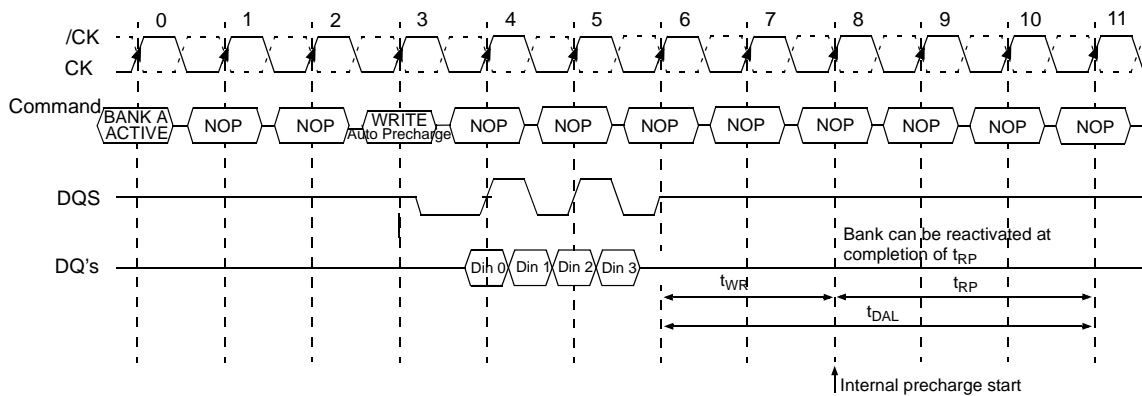 0 1 2 3 4 5 6 7 8 9 10 11
/CK
CK
Command
BANK A
ACTIVE
NOP NOP
WRITE
Auto Precharge
NOP NOP NOP NOP NOP NOP NOP NOP
DQS
DQ's
Din 0 Din 1 Din 2 Din 3
Bank can be reactivated at
completion of tRP
tWR tRP
tDAL
Internal precharge start